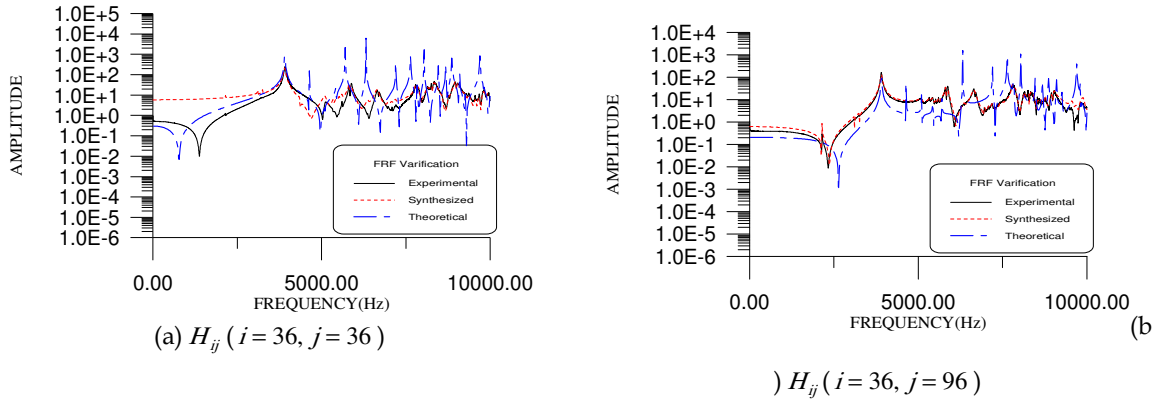 1.0E+5
1.0E+4
1.0E+3
1.0E+2
1.0E+1
1.0E+0
1.0E-1
1.0E-2
1.0E-3
1.0E-4
1.0E-5
1.0E-6
AMPLITUDE
FRF Varification
Experimental
Synthesized
Theoretical
0.00 5000.00 10000.00
FREQUENCY(Hz)
(a) H_ij ( i = 36, j = 36 )
1.0E+4
1.0E+3
1.0E+2
1.0E+1
1.0E+0
1.0E-1
1.0E-2
1.0E-3
1.0E-4
1.0E-5
1.0E-6
AMPLITUDE
FRF Varification
Experimental
Synthesized
Theoretical
0.00 5000.00 10000.00
FREQUENCY(Hz)
(b
) H_ij ( i = 36, j = 96 )